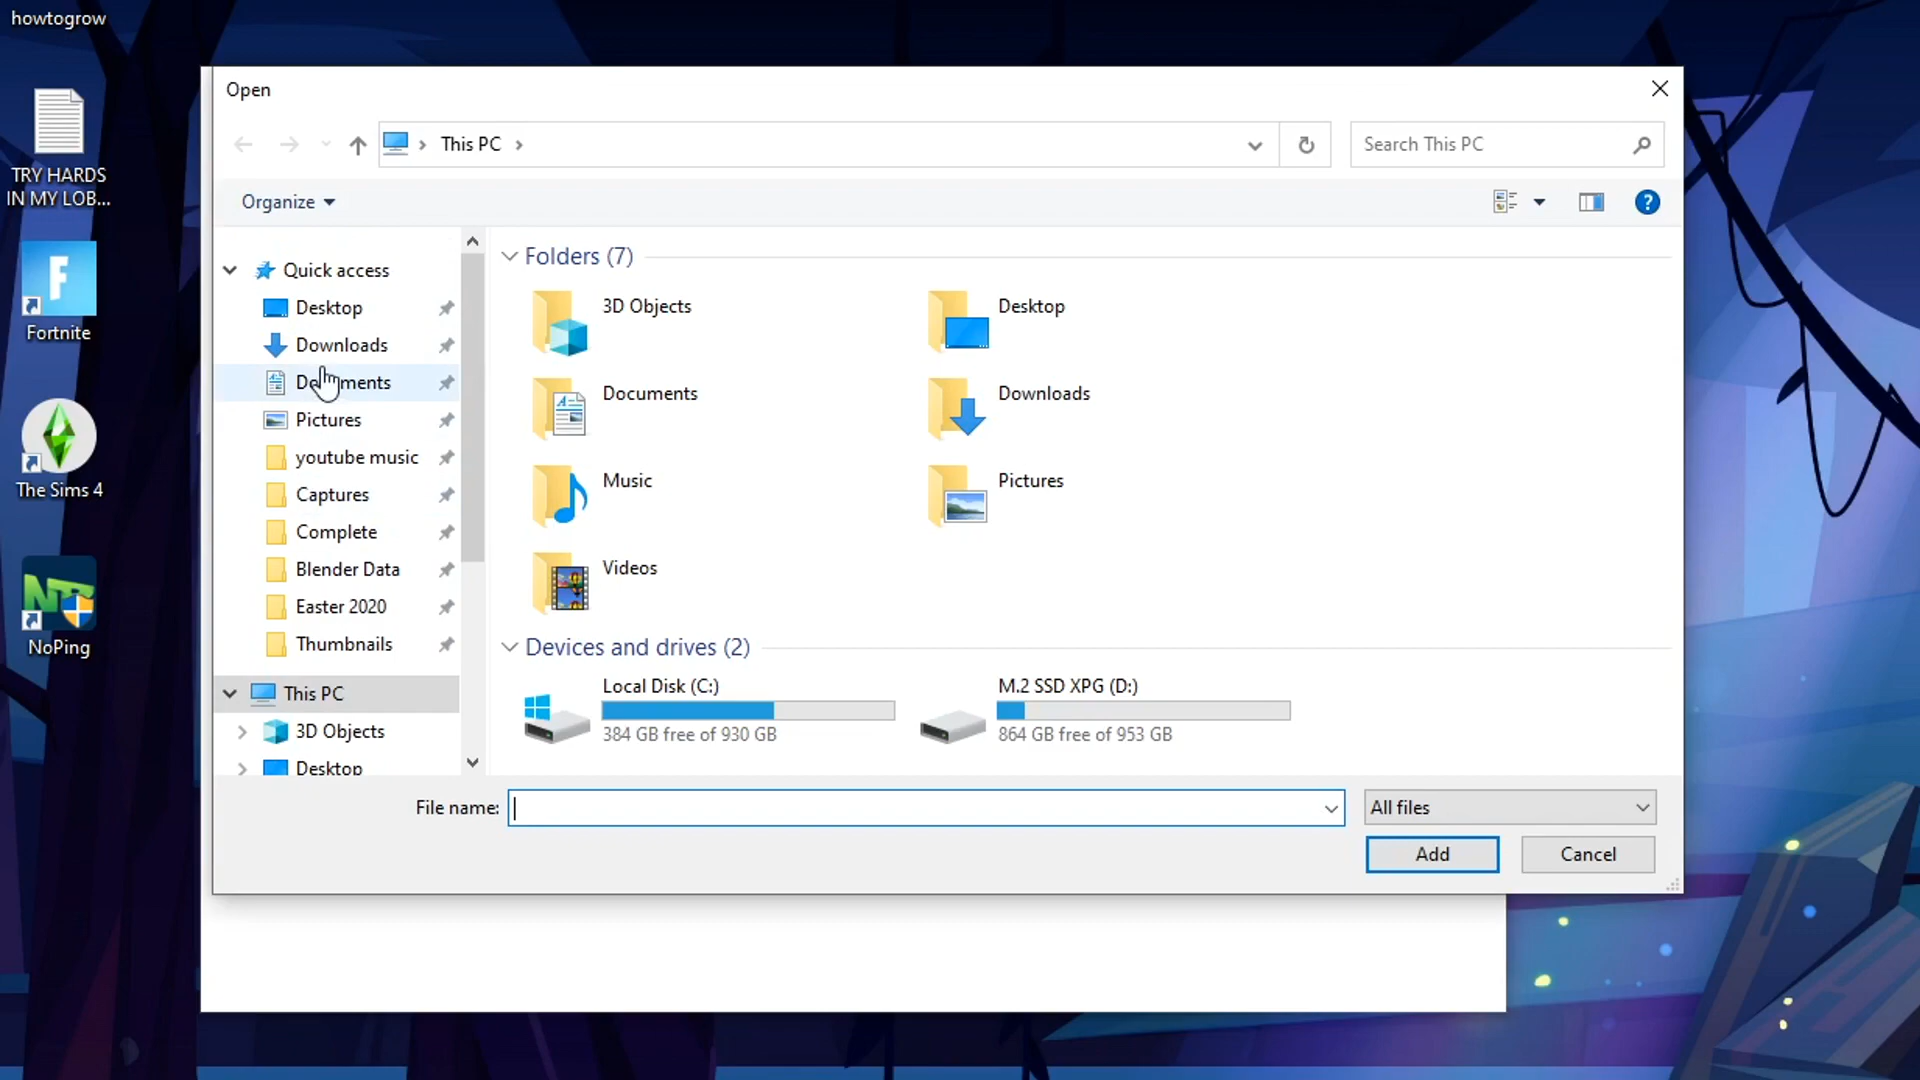 howtogrow
TRY HARDS
IN MY LOB...
Fortnite
The Sims 4
NoPing
Open
This PC
Search This PC
Organize
?
Quick access
Desktop
Downloads
Documents
Pictures
youtube music
Captures
Complete
Blender Data
Easter 2020
Thumbnails
This PC
3D Objects
Desktop
Folders (7)
3D Objects
Desktop
Documents
Downloads
Music
Pictures
Videos
Devices and drives (2)
Local Disk (C:)
384 GB free of 930 GB
M.2 SSD XPG (D:)
864 GB free of 953 GB
File name:
All files
Add
Cancel